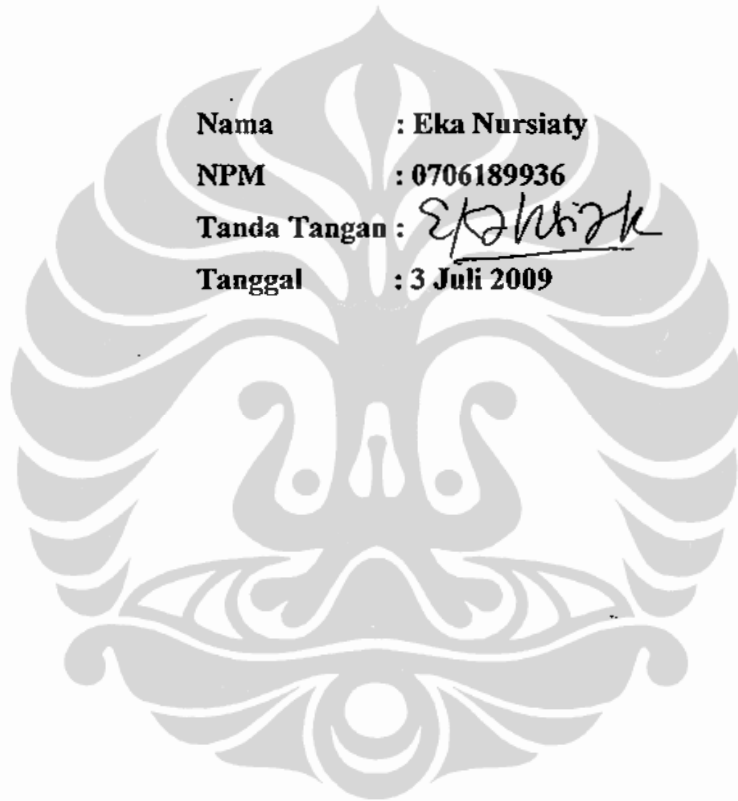 Nama : Eka Nursiaty
NPM : 0706189936
Tanda Tangan :
Tanggal : 3 Juli 2009